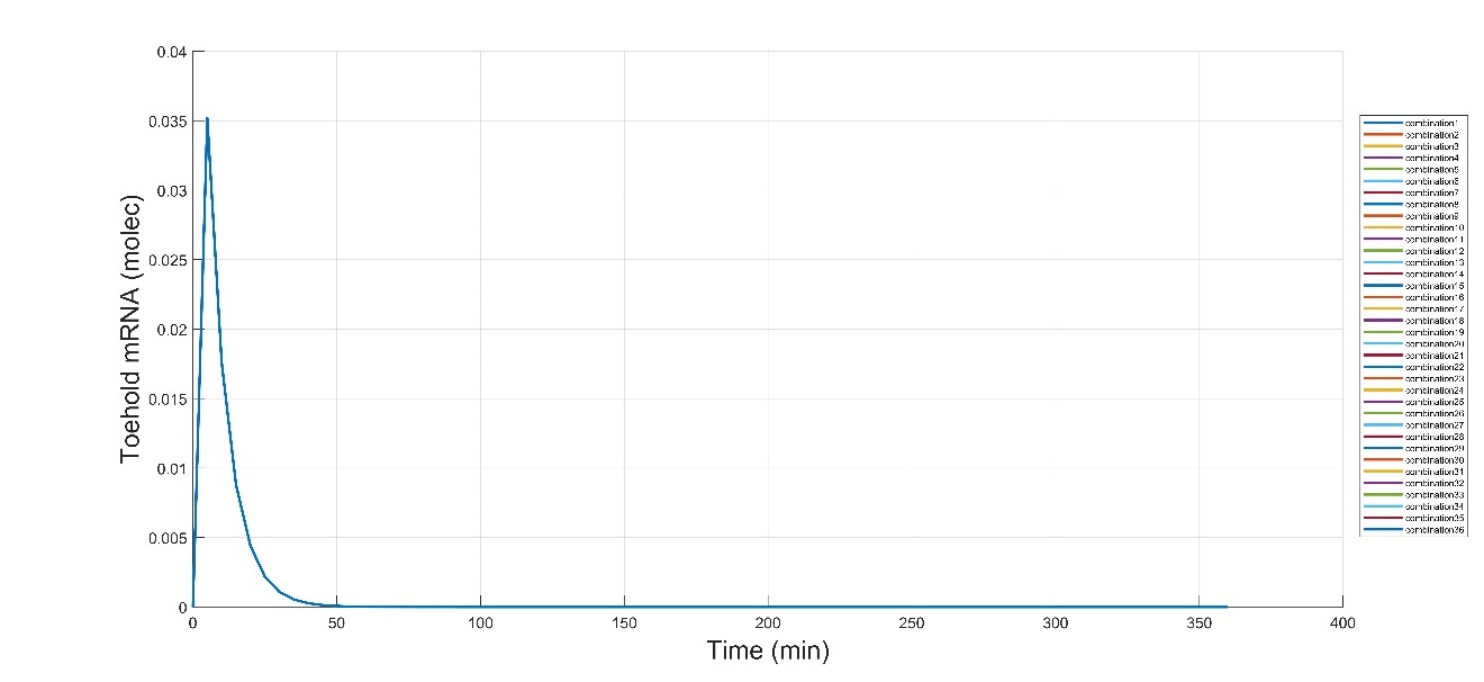 0.04
0.035
0.03
0.025
0.02
0.015
0.01
0.005
0
Toehold mRNA (molec)
0 50 100 150 200 250 300 350 400
Time (min)
combination1
combination2
combination3
combination4
combination5
combination6
combination7
combination8
combination9
combination10
combination11
combination12
combination13
combination14
combination15
combination16
combination17
combination18
combination19
combination20
combination21
combination22
combination23
combination24
combination25
combination26
combination27
combination28
combination29
combination30
combination31
combination32
combination33
combination34
combination35
combination36